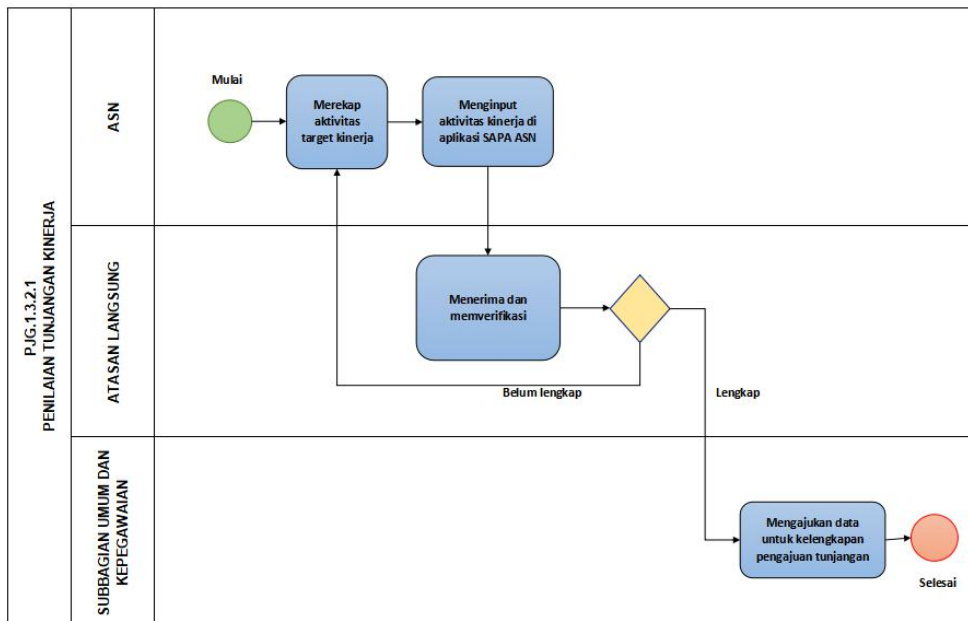 PJG.1.3.2.1
PENILAIAN TUNJANGAN KINERJA
ASN
Mulai
Merekap
aktivitas
target kinerja
Menginput
aktivitas kinerja di
aplikasi SAPA ASN
ATASAN LANGSUNG
Menerima dan
memverifikasi
Belum lengkap
Lengkap
SUBBAGIAN UMUM DAN
KEPEGAWAIAN
Mengajukan data
untuk kelengkapan
pengajuan tunjangan
Selesai